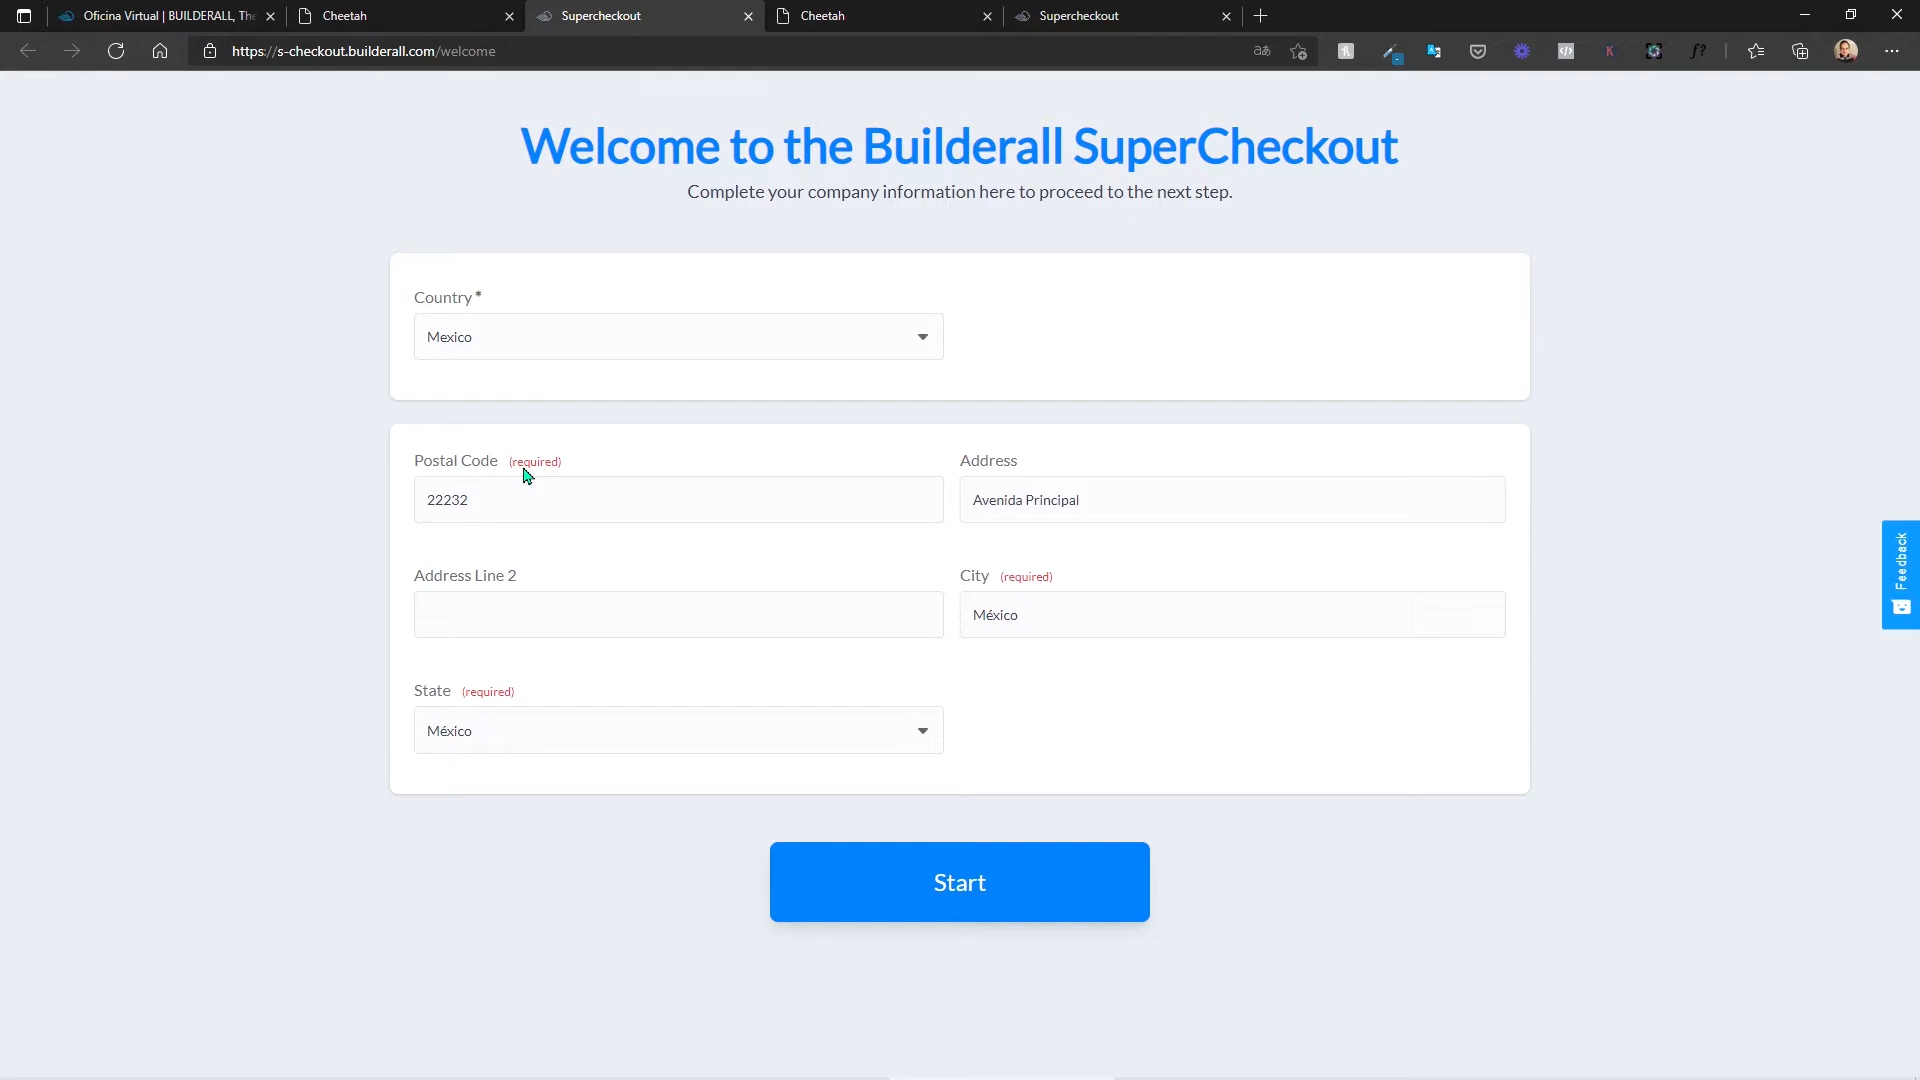 Oficina Virtual | BUILDERALL, The
Cheetah
Supercheckout
Cheetah
Supercheckout
https://s-checkout.builderall.com/welcome
Welcome to the Builderall SuperCheckout
Complete your company information here to proceed to the next step.
Country *
Mexico
Postal Code (required)
Address
22232
Avenida Principal
Address Line 2
City (required)
México
State (required)
México
Start
Feedback